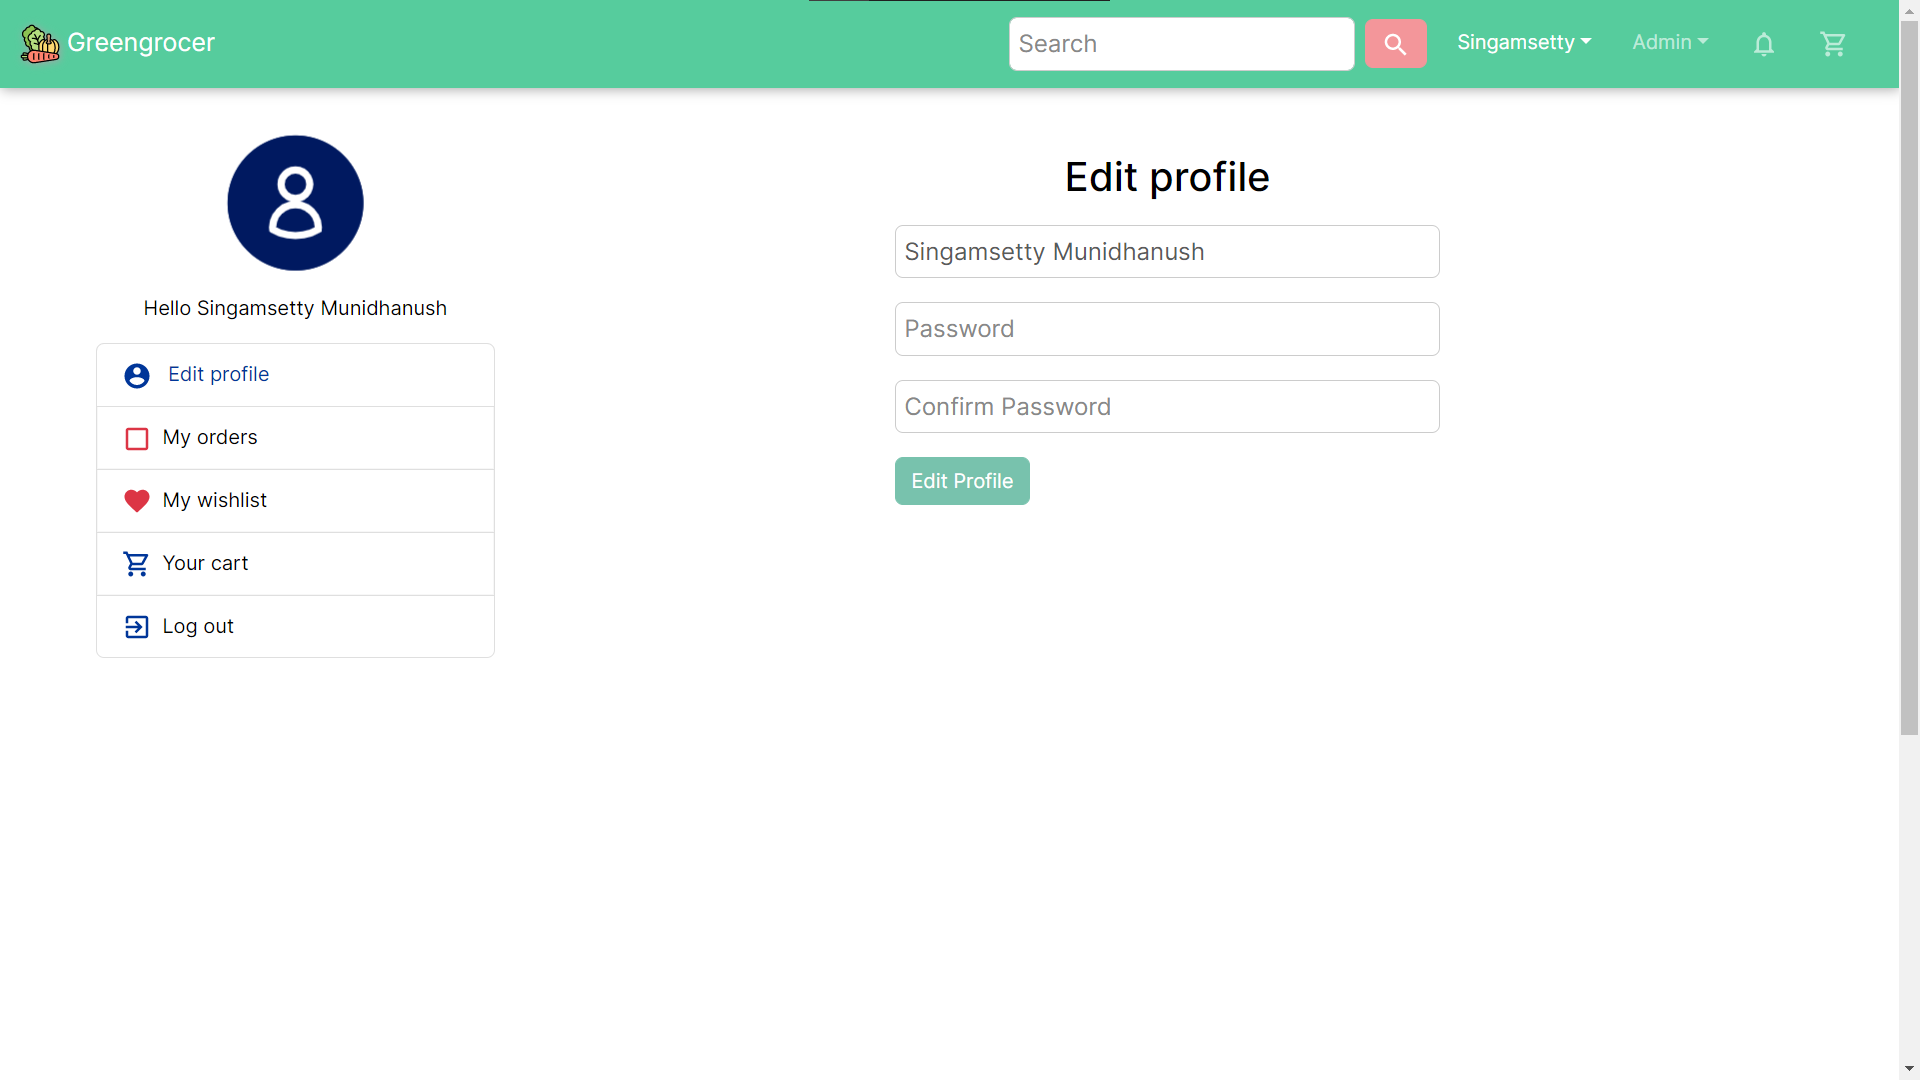 Greengrocer
Search
Singamsetty
Admin
Hello Singamsetty Munidhanush
Edit profile
My orders
My wishlist
Your cart
Log out
Edit profile
Singamsetty Munidhanush
Password
Confirm Password
Edit Profile